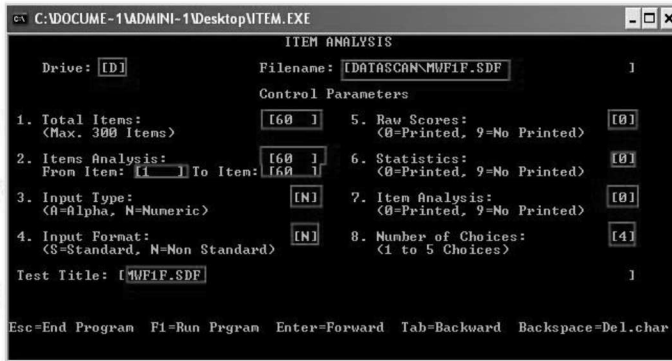 C:\DOCUME~1\ADMINI~1\Desktop\ITEM.EXE
ITEM ANALYSIS
Drive: [D] Filename: [DATASCAN\MWF1F.SDF ]
Control Parameters
1. Total Items: [60 ] 5. Raw Scores: [0]
(Max. 300 Items) (0=Printed, 9=No Printed)
2. Items Analysis: [60 ] 6. Statistics: [0]
From Item: [1 ] To Item: [60 ] (0=Printed, 9=No Printed)
3. Input Type: [N] 7. Item Analysis: [0]
(A=Alpha, N=Numeric) (0=Printed, 9=No Printed)
4. Input Format: [N] 8. Number of Choices: [4]
(S=Standard, N=Non Standard) (1 to 5 Choices)
Test Title: [MWF1F.SDF ]
Esc=End Program F1=Run Prgram Enter=Forward Tab=Backward Backspace=Del.char